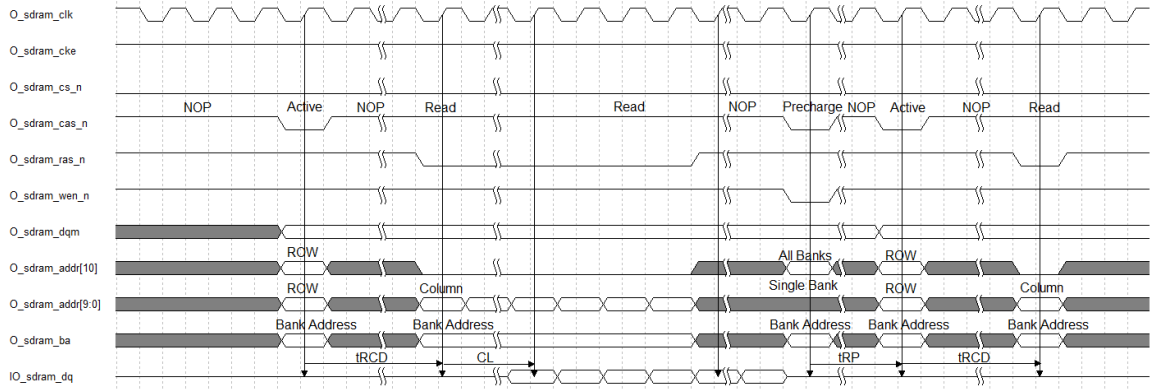 O_sdram_clk
O_sdram_cke
O_sdram_cs_n
NOP Active NOP Read Read NOP Precharge NOP Active NOP Read
O_sdram_cas_n
O_sdram_ras_n
O_sdram_wen_n
O_sdram_dqm
ROW All Banks ROW
O_sdram_addr[10]
ROW Column Single Bank ROW Column
O_sdram_addr[9:0]
Bank Address Bank Address Bank Address Bank Address Bank Address
O_sdram_ba
tRCD CL tRP tRCD
IO_sdram_dq